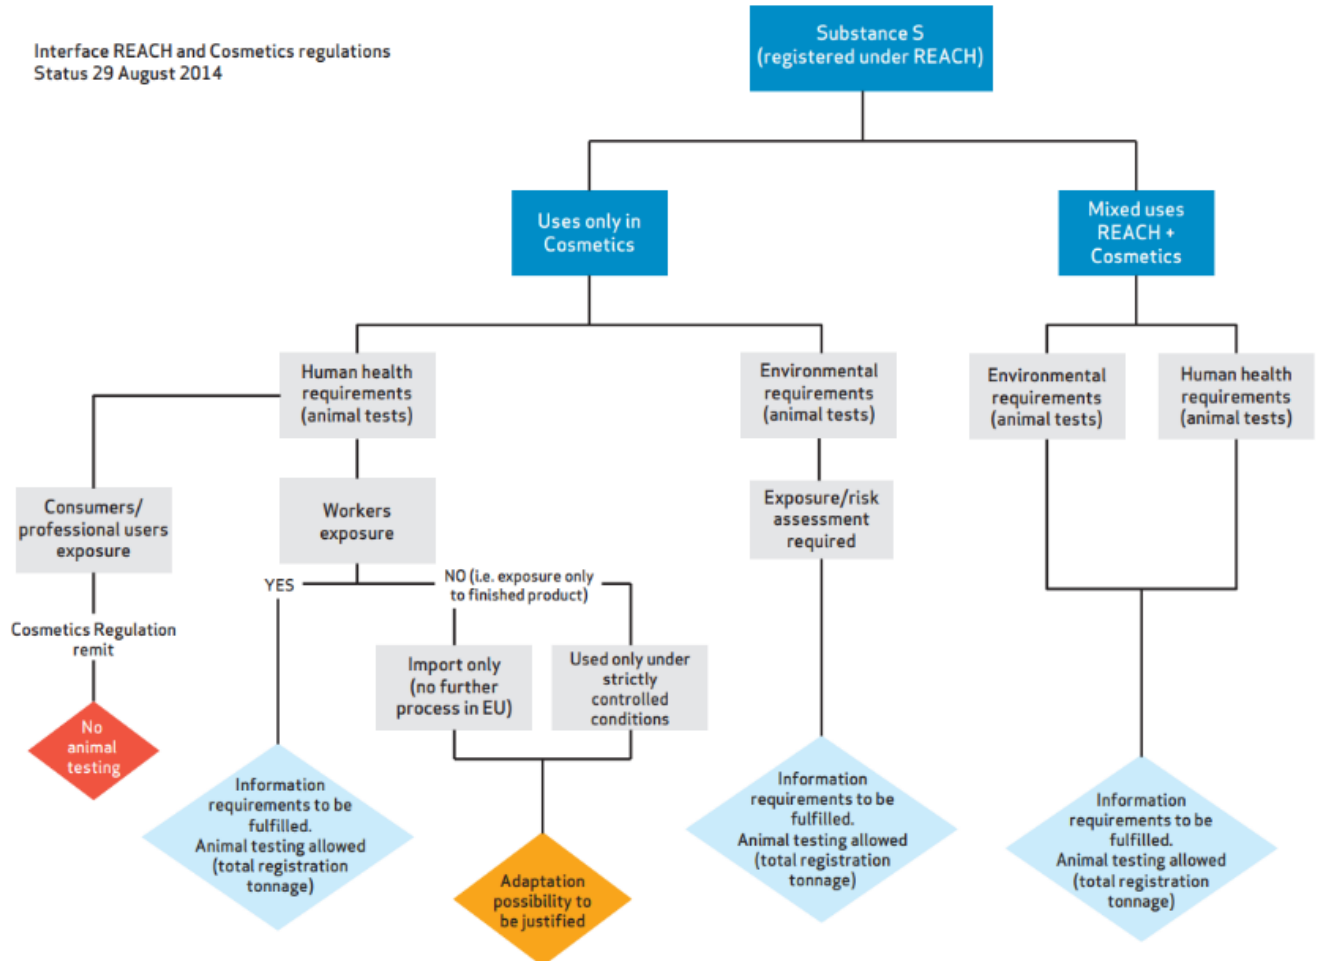 Interface REACH and Cosmetics regulations
Status 29 August 2014
Substance S
(registered under REACH)
Uses only in
Cosmetics
Mixed uses
REACH +
Cosmetics
Human health
requirements
(animal tests)
Environmental
requirements
(animal tests)
Environmental
requirements
(animal tests)
Human health
requirements
(animal tests)
Consumers/
professional users
exposure
Workers
exposure
Exposure/risk
assessment
required
YES
NO (i.e. exposure only
to finished product)
Cosmetics Regulation
remit
Import only
(no further
process in EU)
Used only under
strictly
controlled
conditions
No
animal
testing
Information
requirements to be
fulfilled.
Animal testing allowed
(total registration
tonnage)
Adaptation
possibility to
be justified
Information
requirements to be
fulfilled.
Animal testing allowed
(total registration
tonnage)
Information
requirements to be
fulfilled.
Animal testing allowed
(total registration
tonnage)